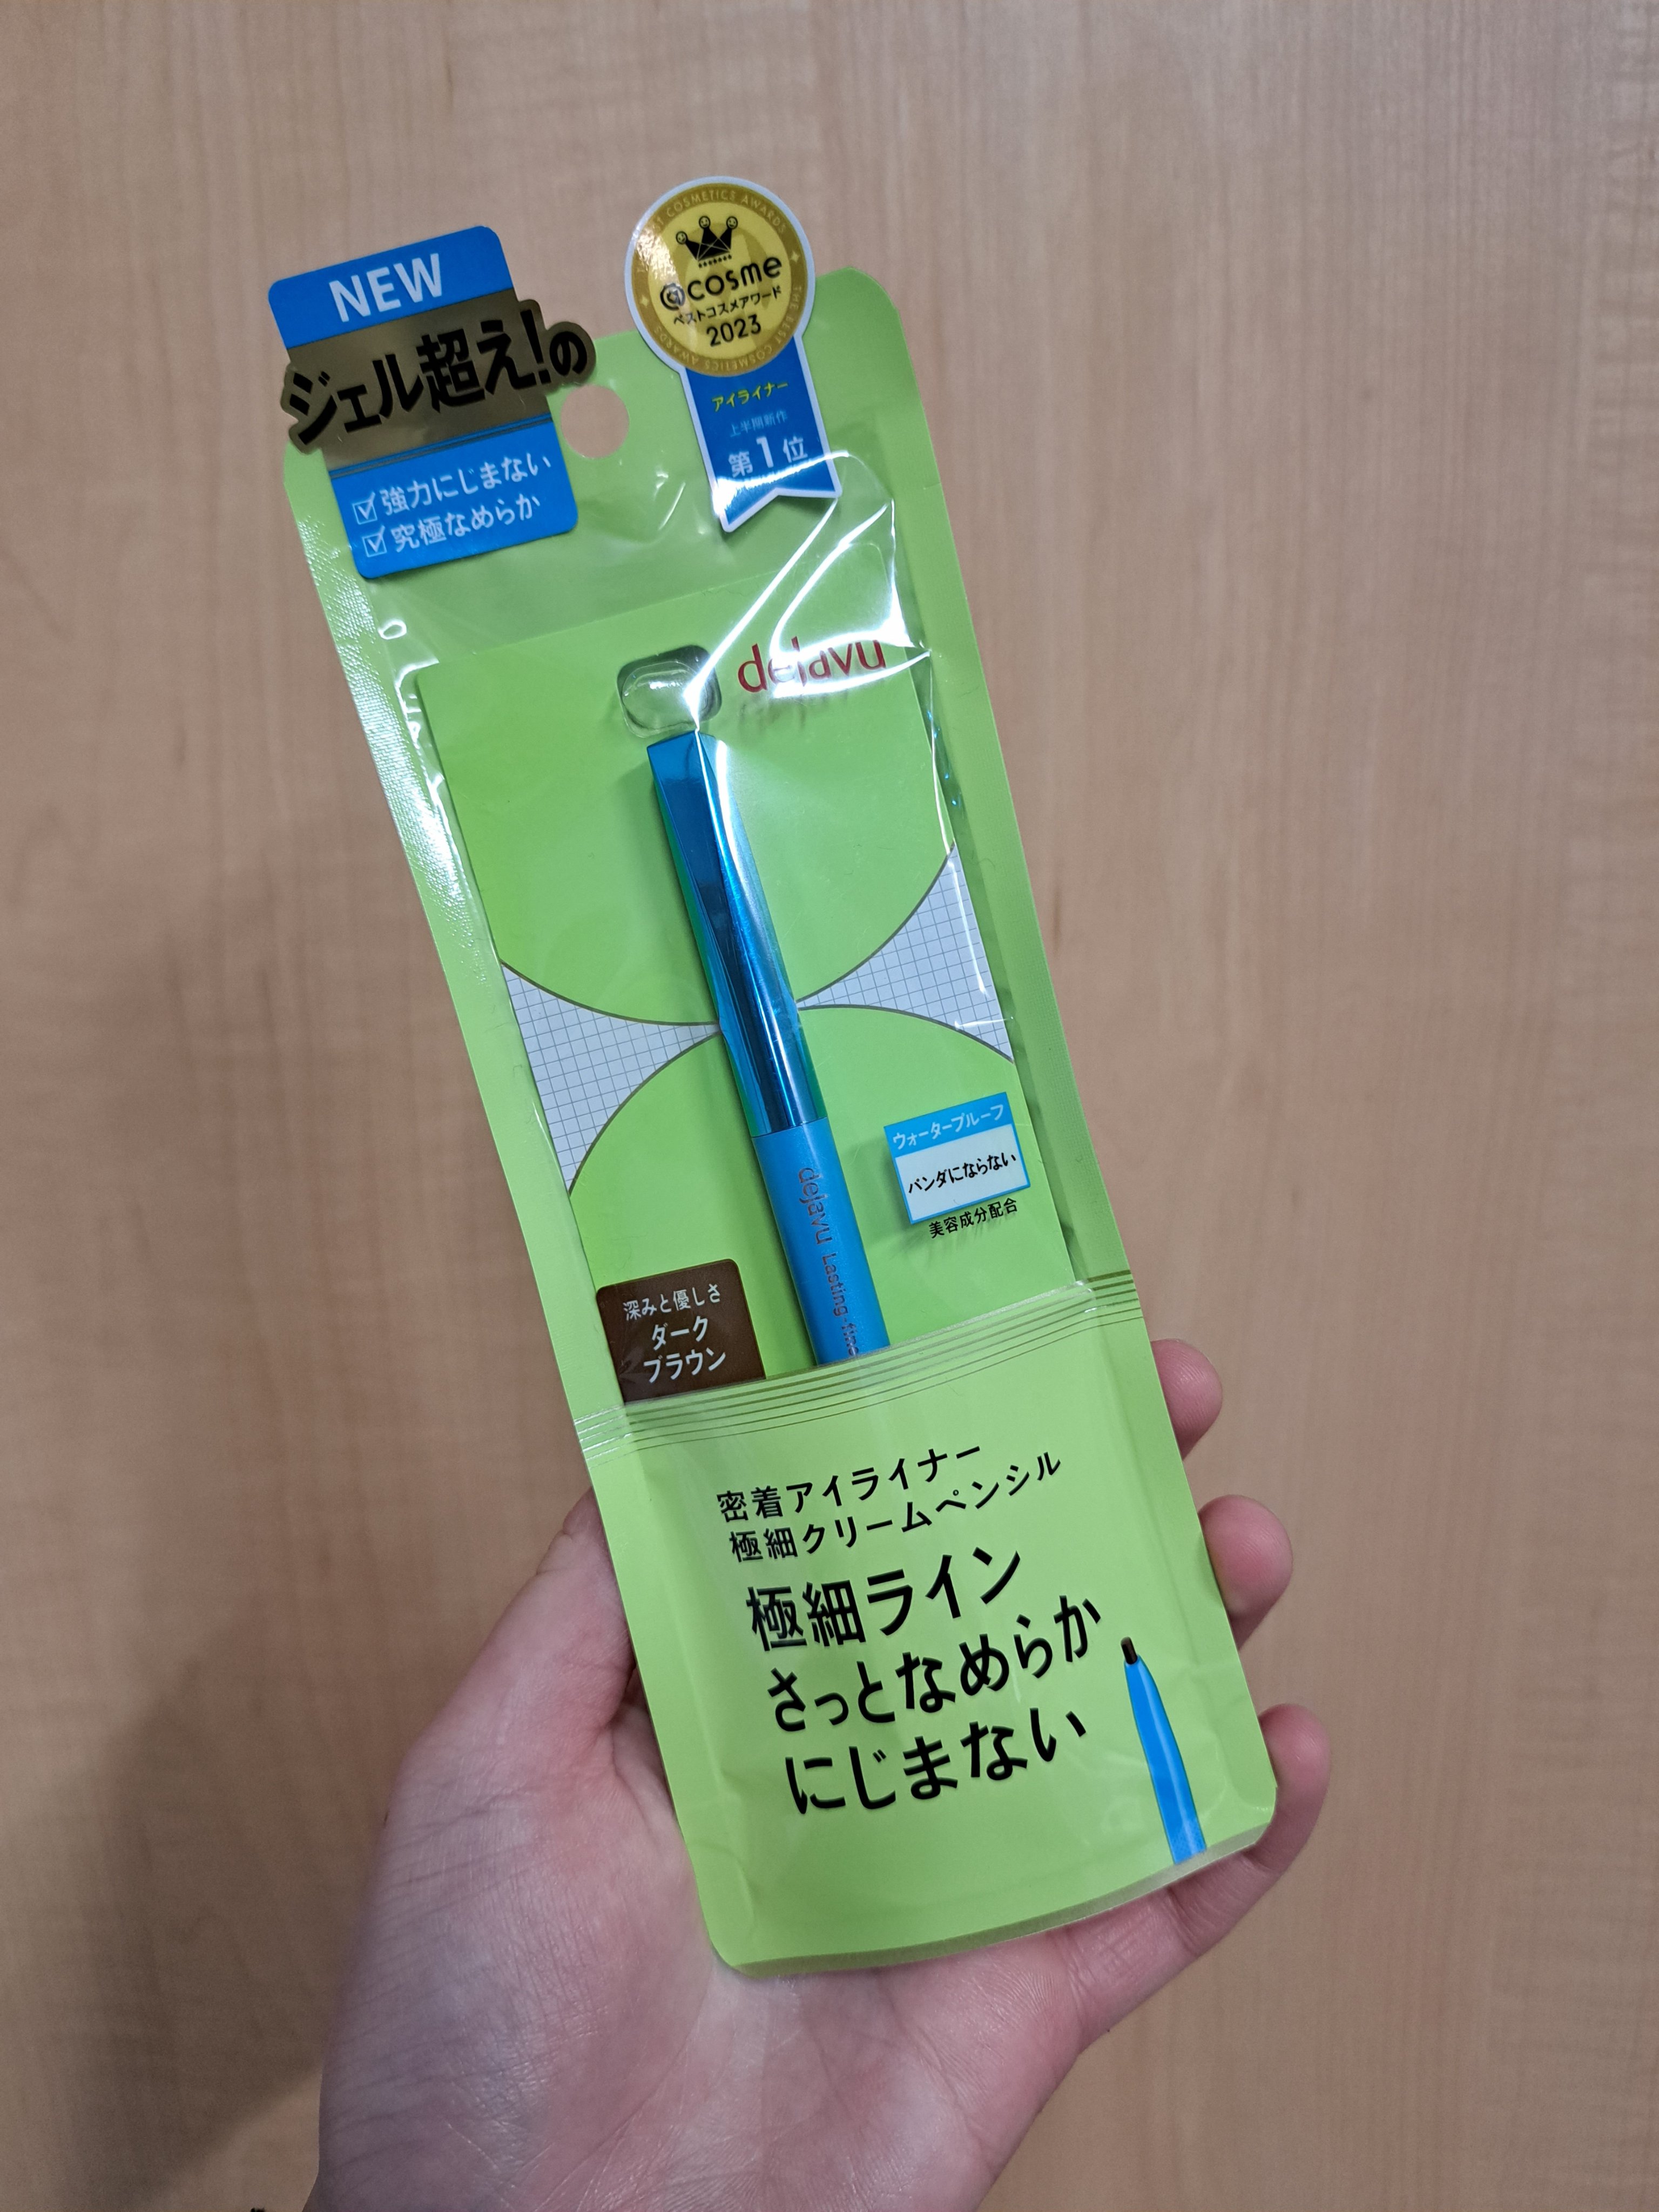 NEW
ジェル超え!の
強力にじまない
究極なめらか
@cosme
ベストコスメアワード
2023
THE BEST COSMETICS AWARDS
アイライナー
上半期新作
第1位
dejavu
dejavu Lasting-fine
ウォータープルーフ
パンダにならない
美容成分配合
深みと優しさ
ダーク
ブラウン
密着アイライナー
極細クリームペンシル
極細ライン
さっとなめらか
にじまない